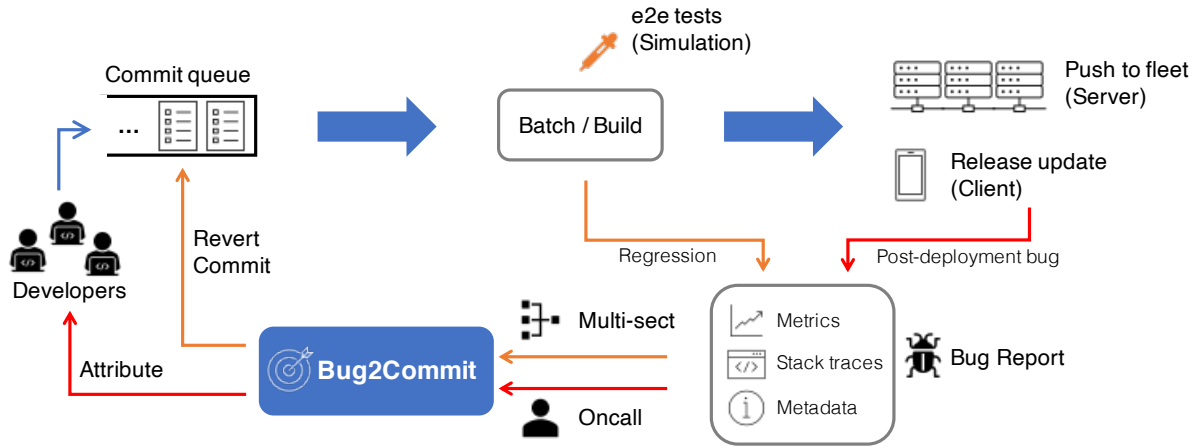 e2e tests
(Simulation)
Commit queue
...
Batch / Build
Push to fleet
(Server)
Release update
(Client)
Revert
Commit
Developers
Regression
Post-deployment bug
Multi-sect
Metrics
Stack traces
Metadata
Bug Report
Bug2Commit
Attribute
Oncall